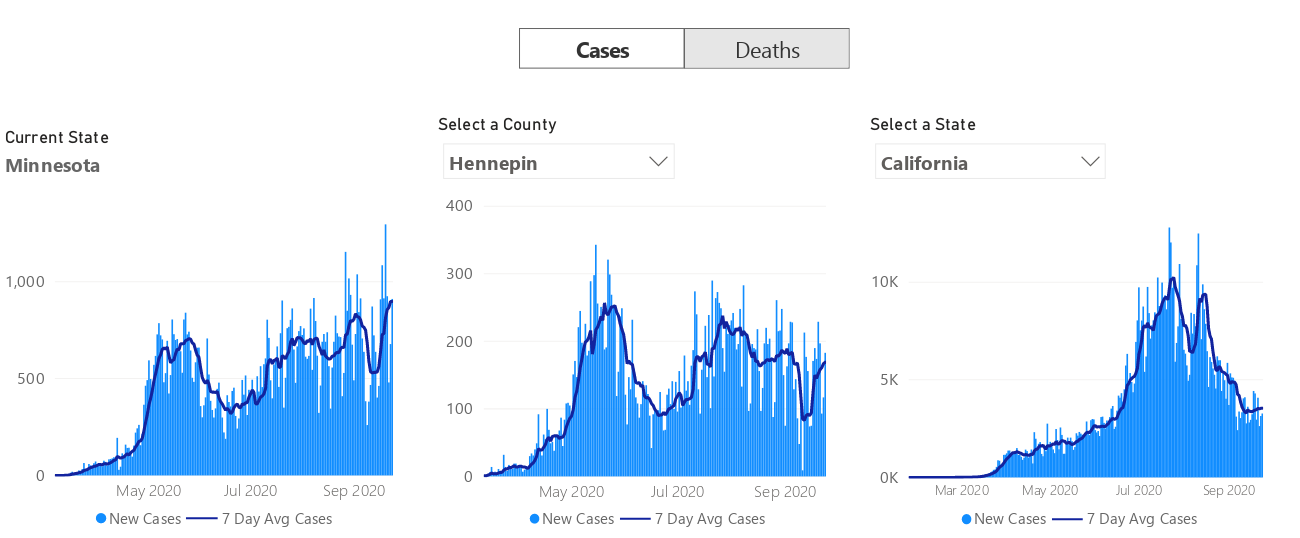 Cases
Deaths
Current State
Minnesota
1,000
500
0
May 2020
Jul 2020
Sep 2020
New Cases
7 Day Avg Cases
Select a County
Hennepin
400
300
200
100
0
May 2020
Jul 2020
Sep 2020
New Cases
7 Day Avg Cases
Select a State
California
10K
5K
0K
Mar 2020
May 2020
Jul 2020
Sep 2020
New Cases
7 Day Avg Cases